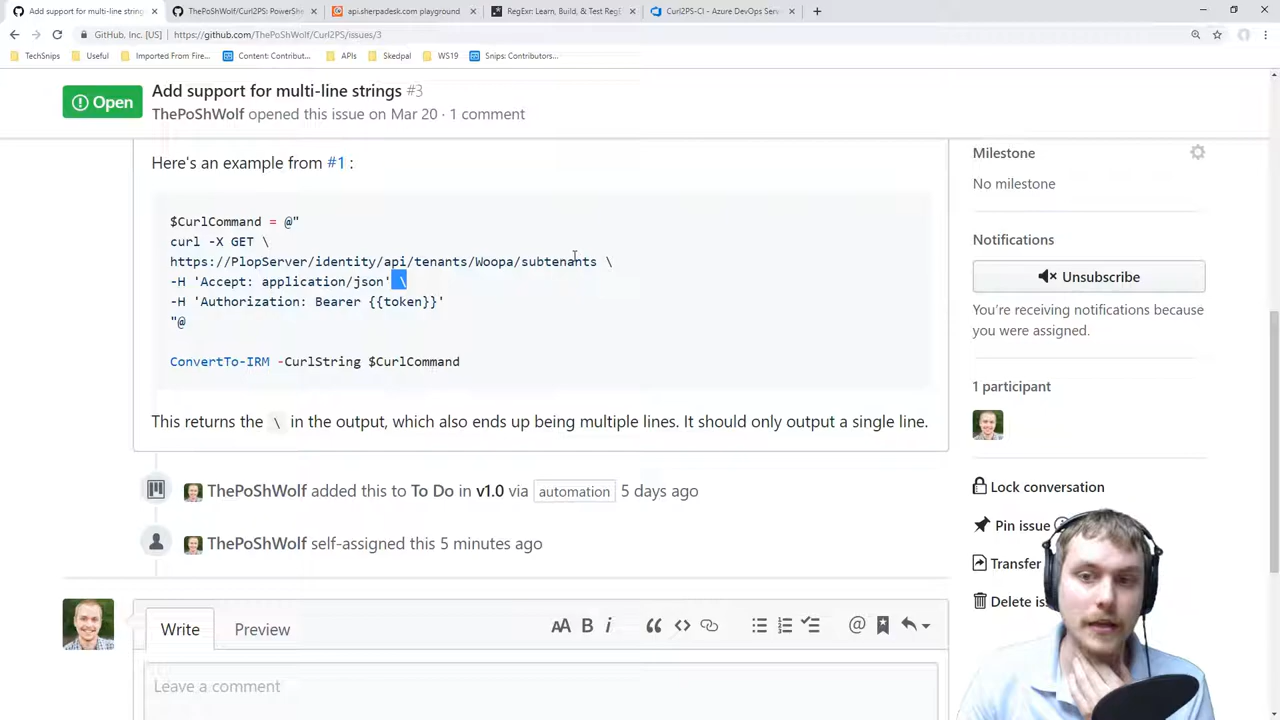 Add support for multi-line strings
ThePoShWolf/Curl2PS: PowerShe
api.sherpadesk.com playground
RegExr: Learn, Build, & Test RegE
Curl2PS-CI - Azure DevOps Serv
GitHub, Inc. [US]
https://github.com/ThePoShWolf/Curl2PS/issues/3
TechSnips
Useful
Imported From Fire...
Content: Contribut...
APIs
Skedpal
WS19
Snips: Contributors...
Open
Add support for multi-line strings #3
ThePoShWolf opened this issue on Mar 20 · 1 comment
Here's an example from #1 :
$CurlCommand = @"
curl -X GET \
https://PlopServer/identity/api/tenants/Woopa/subtenants \
-H 'Accept: application/json' \
-H 'Authorization: Bearer {{token}}'
"@
ConvertTo-IRM -CurlString $CurlCommand
This returns the \ in the output, which also ends up being multiple lines. It should only output a single line.
ThePoShWolf added this to To Do in v1.0 via automation 5 days ago
ThePoShWolf self-assigned this 5 minutes ago
Write
Preview
AA B i
Leave a comment
Milestone
No milestone
Notifications
Unsubscribe
You're receiving notifications because
you were assigned.
1 participant
Lock conversation
Pin issue
Transfer
Delete is